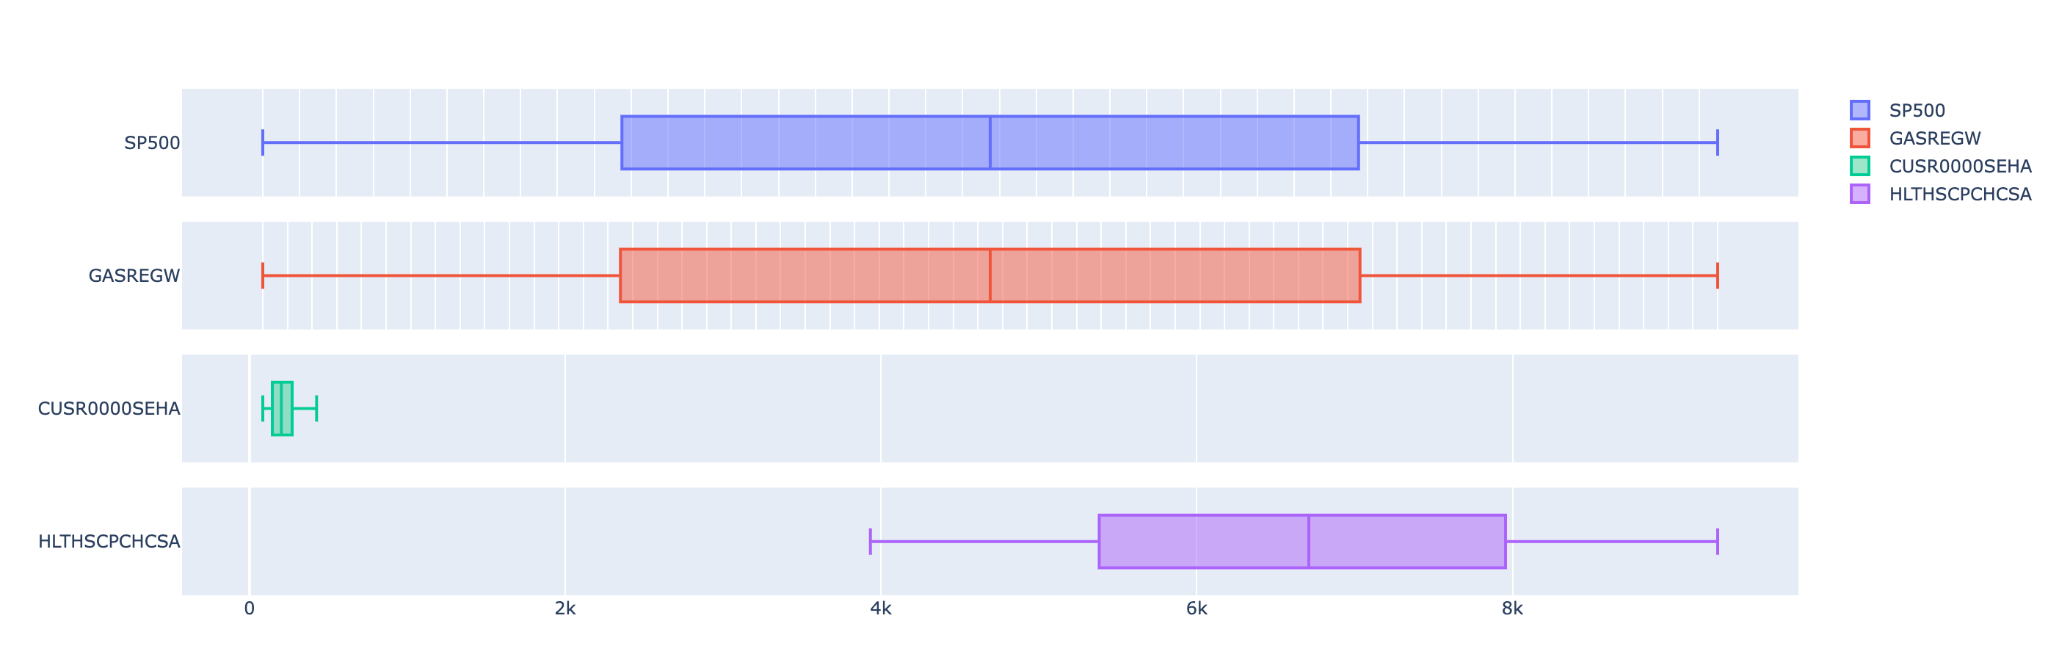 SP500
GASREGW
CUSR0000SEHA
HLTHSCPCHCSA
0 2k 4k 6k 8k
SP500
GASREGW
CUSR0000SEHA
HLTHSCPCHCSA